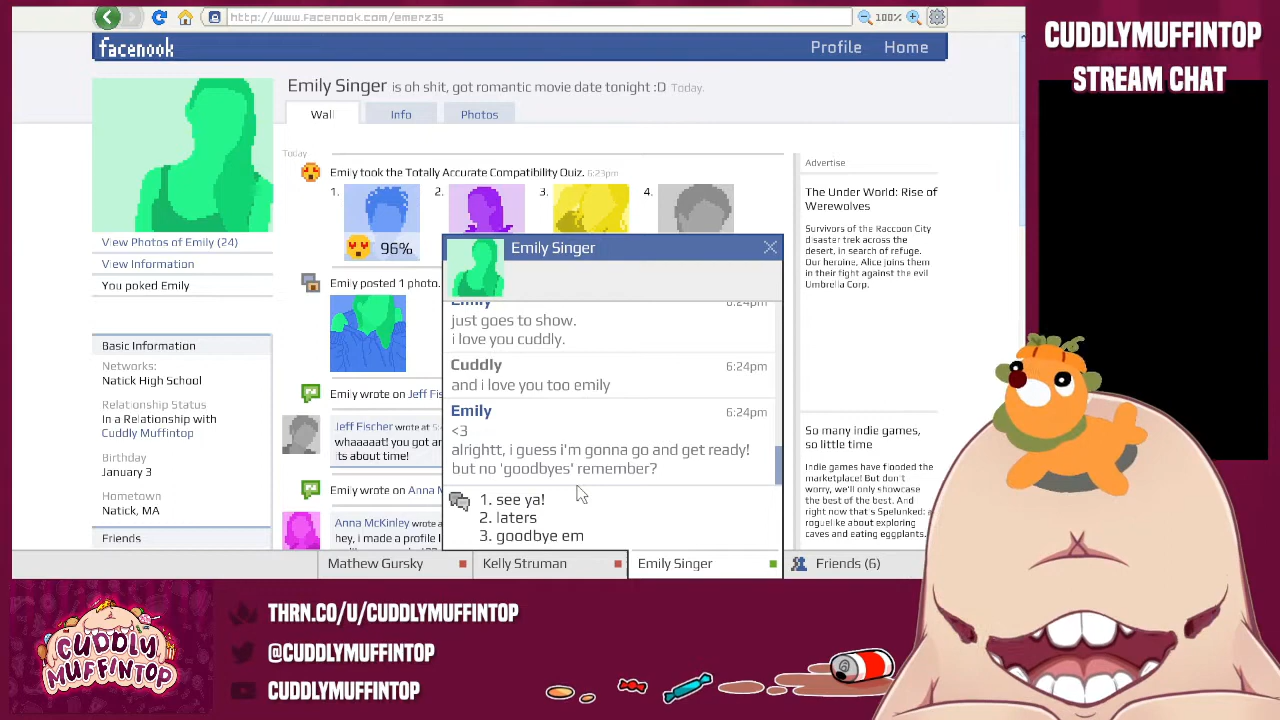 http://www.Facenook.com/emerz35
100%
facenook
Profile
Home
Emily Singer is oh shit, got romantic movie date tonight :D Today.
Wall
Info
Photos
Today
Emily took the Totally Accurate Compatibility Quiz. 6:23pm
1.
2.
3.
4.
96%
View Photos of Emily (24)
View Information
You poked Emily
Emily posted 1 photo.
Basic Information
Networks:
Natick High School
Relationship Status
In a Relationship with
Cuddly Muffintop
Birthday
January 3
Hometown
Natick, MA
Friends
Emily wrote on Jeff Fis
Jeff Fischer wrote at 5:
whaaaat! you got ar
its about time!
Emily wrote on Anna M
Anna McKinley wrote a
hey, i made a profile l
Emily Singer
Emily
6:24pm
just goes to show.
i love you cuddly.
Cuddly
6:24pm
and i love you too emily
Emily
6:24pm
<3
alrightt, i guess i'm gonna go and get ready!
but no 'goodbyes' remember?
1. see ya!
2. laters
3. goodbye em
Advertise
The Under World: Rise of
Werewolves
Survivors of the Raccoon City
disaster trek across the
desert, in search of refuge.
Our heroine, Alice joins them
in their fight against the evil
Umbrella Corp.
So many indie games,
so little time
Indie games have flooded the
marketplace! But don't
worry, we'll only showcase
the best of the best. And
right now that's Spelunked: a
roguelike about exploring
caves and eating eggplants.
Mathew Gursky
Kelly Struman
Emily Singer
Friends (6)
CUDDLYMUFFINTOP
STREAM CHAT
CUDDLY
MUFFINTOP
THRN.CO/U/CUDDLYMUFFINTOP
@CUDDLYMUFFINTOP
CUDDLYMUFFINTOP